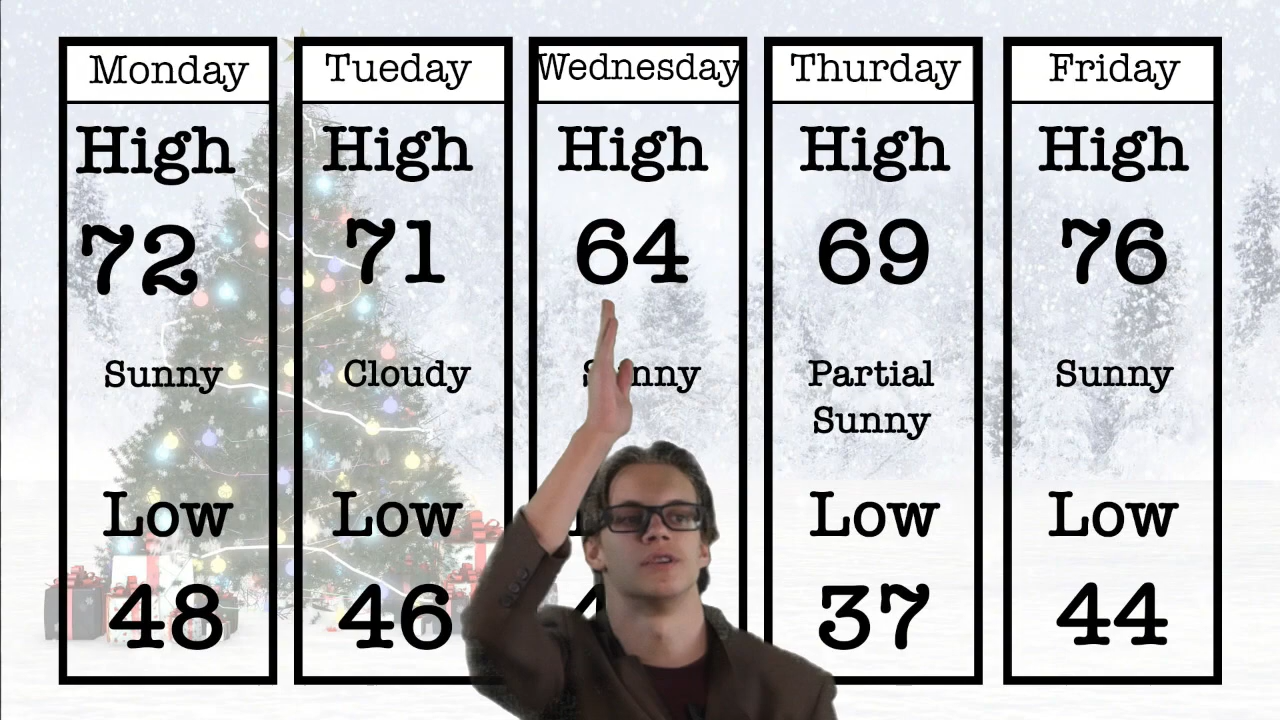 Monday
High
72
Sunny
Low
48
Tueday
High
71
Cloudy
Low
46
Wednesday
High
64
Thurday
High
69
Partial
Sunny
Low
37
Friday
High
76
Sunny
Low
44